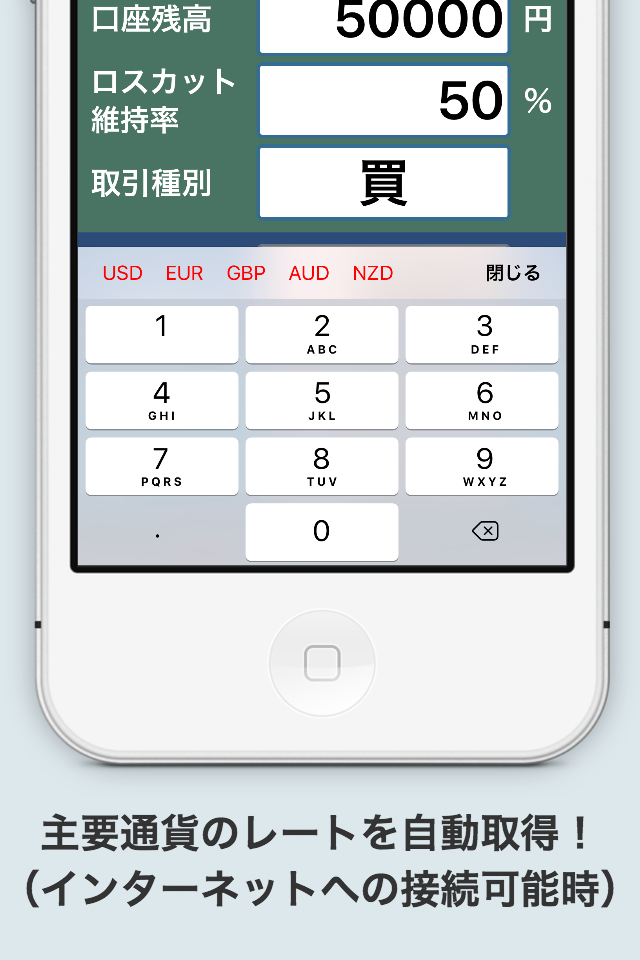 口座残高 50000 円
ロスカット
維持率 50 %
取引種別 買
USD EUR GBP AUD NZD 閉じる
1 2 3
ABC DEF
4 5 6
GHI JKL MNO
7 8 9
PQRS TUV WXYZ
. 0
主要通貨のレートを自動取得！
（インターネットへの接続可能時）